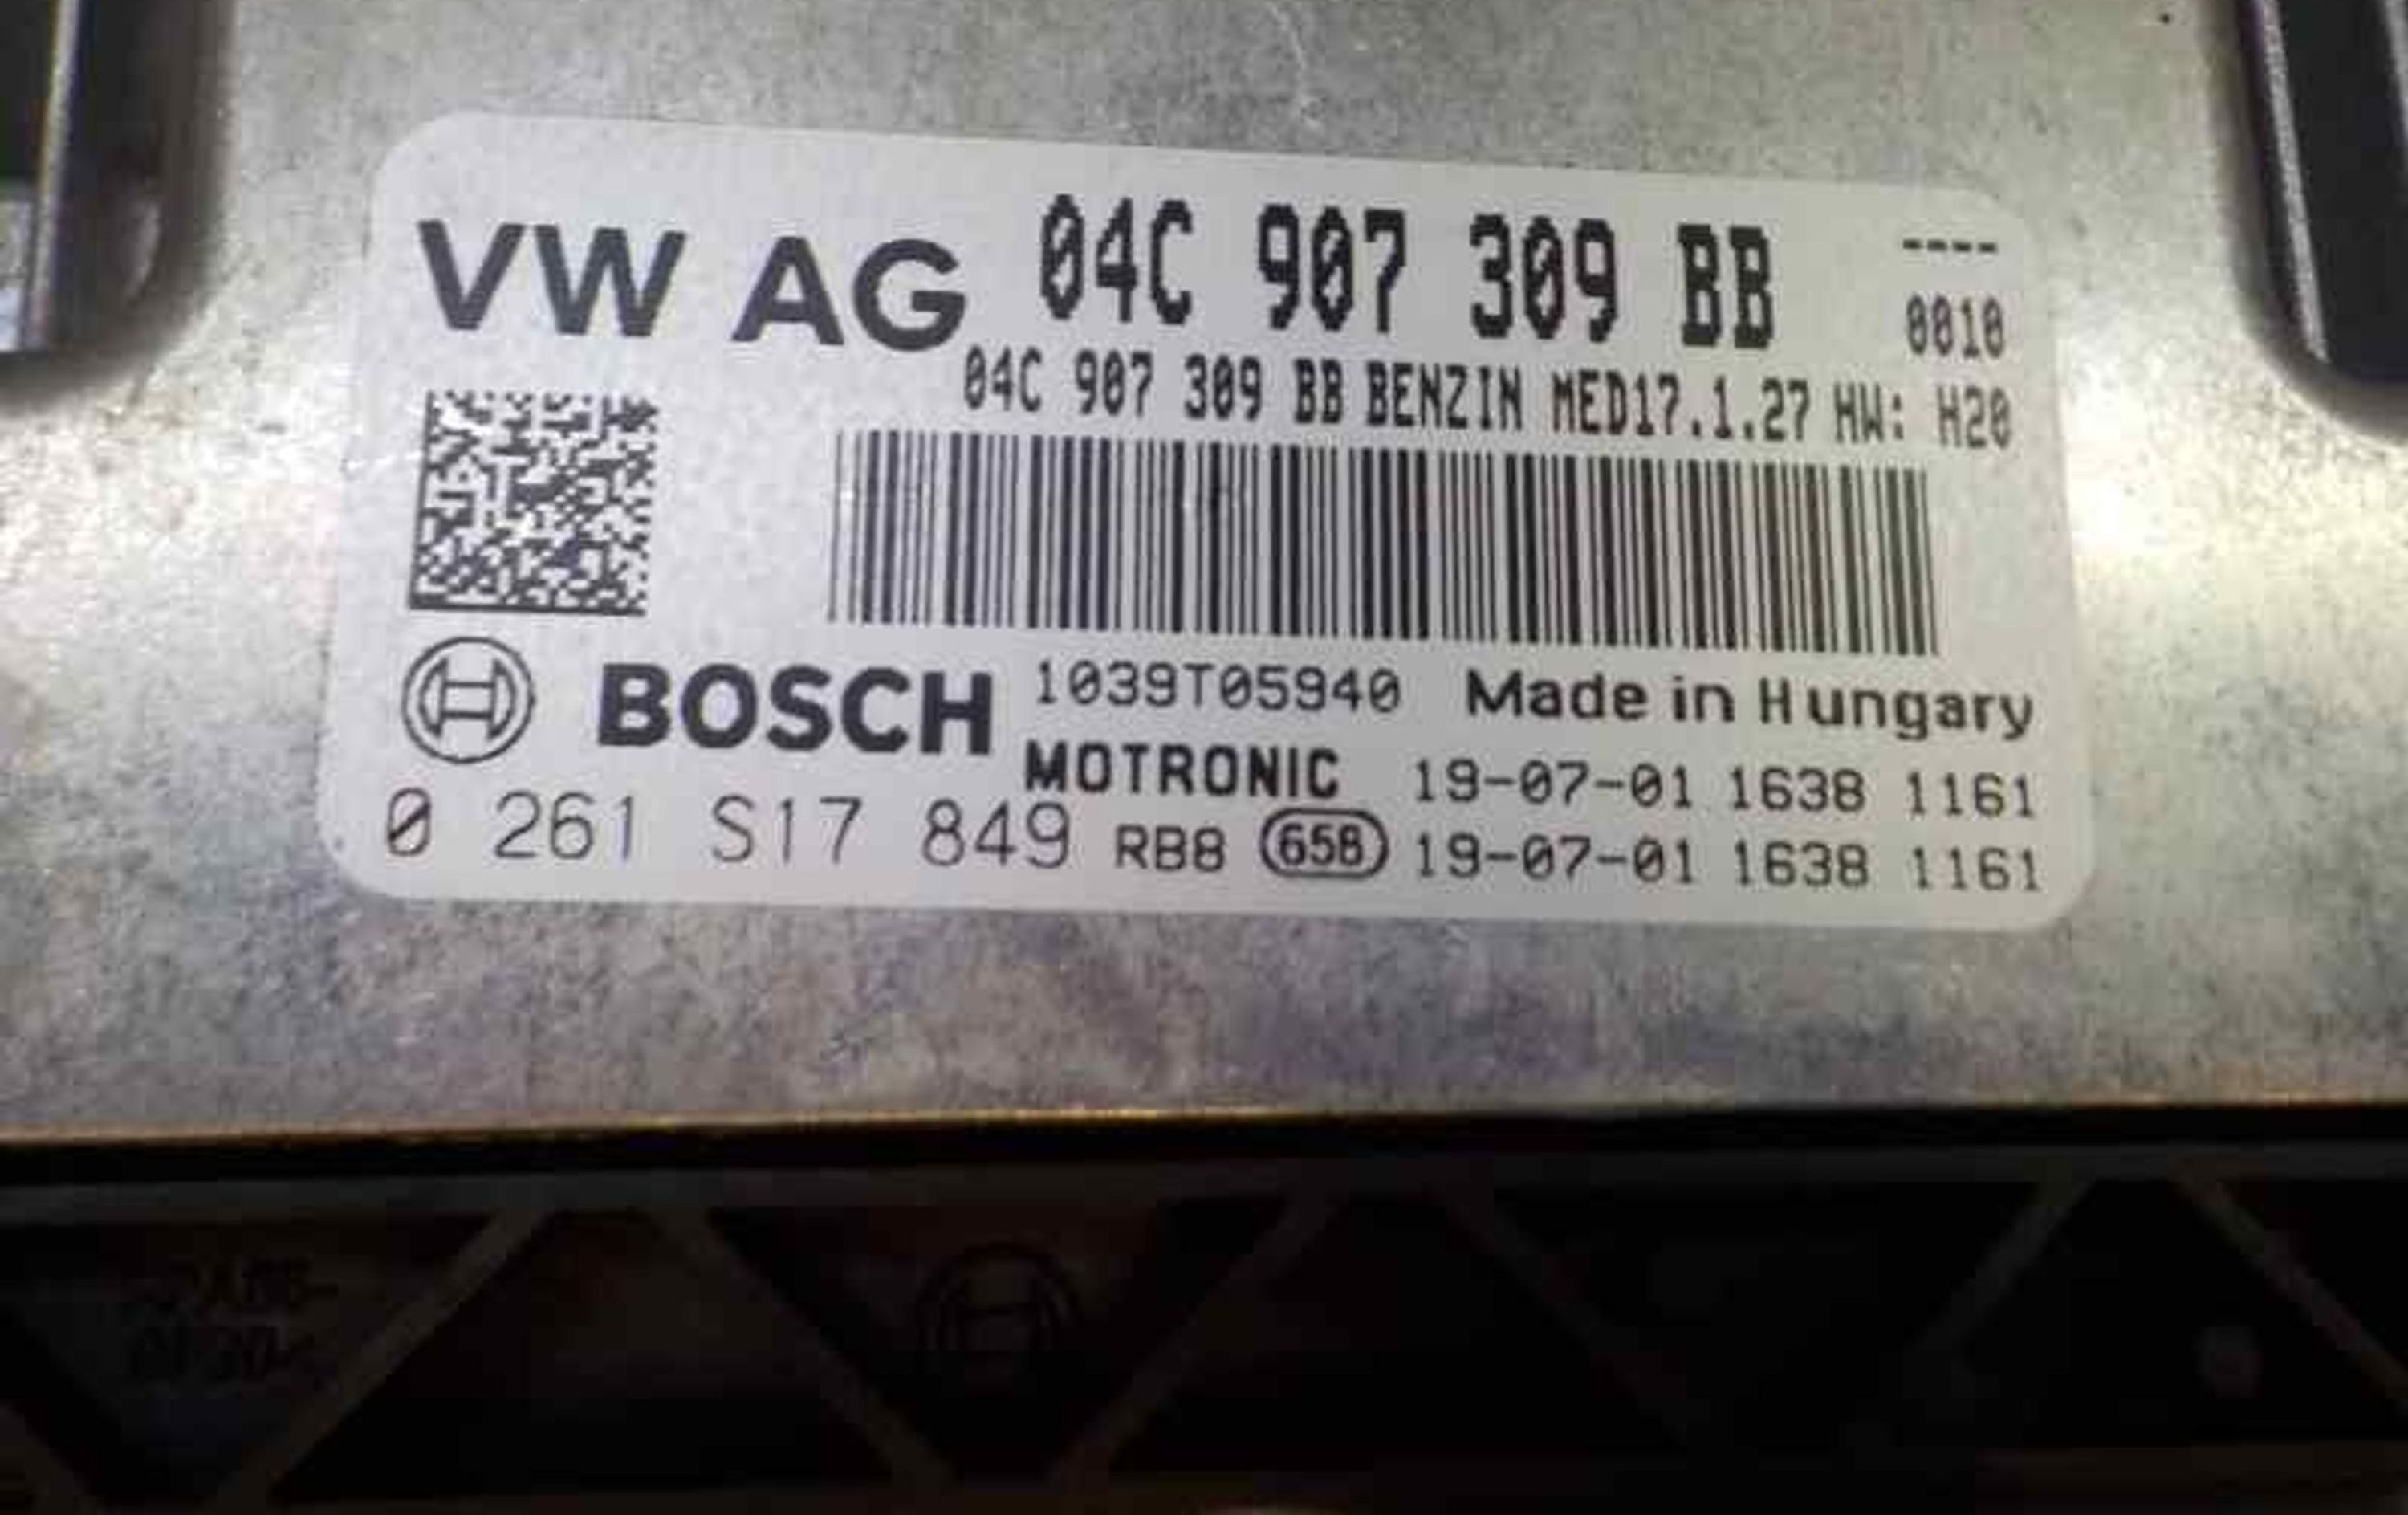 VW AG 04C 907 309 BB ----
0010
04C 907 309 BB BENZIN MED17.1.27 HW: H20
BOSCH 1039T05940 Made in Hungary
MOTRONIC 19-07-01 1638 1161
0 261 S17 849 RB8 658 19-07-01 1638 1161